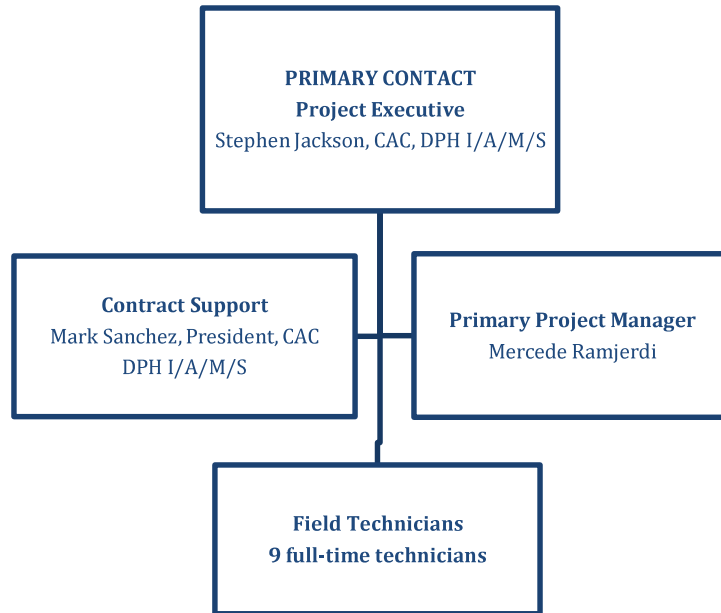 PRIMARY CONTACT
Project Executive
Stephen Jackson, CAC, DPH I/A/M/S
Contract Support
Mark Sanchez, President, CAC
DPH I/A/M/S
Primary Project Manager
Mercede Ramjerdi
Field Technicians
9 full-time technicians